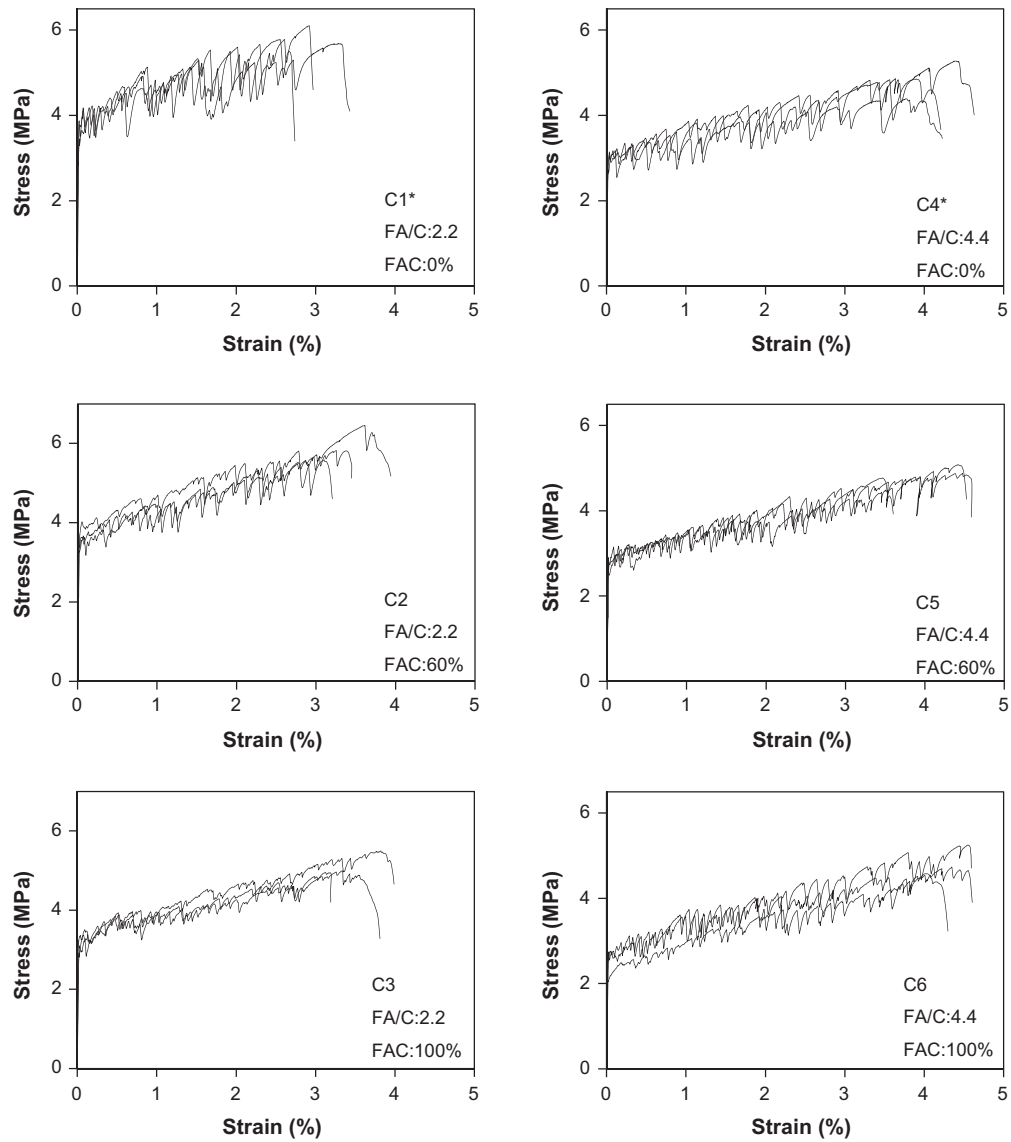 6
4
2
0
Stress (MPa)
C1*
FA/C:2.2
FAC:0%
0 1 2 3 4 5
Strain (%)
6
4
2
0
Stress (MPa)
C4*
FA/C:4.4
FAC:0%
0 1 2 3 4 5
Strain (%)
6
4
2
0
Stress (MPa)
C2
FA/C:2.2
FAC:60%
0 1 2 3 4 5
Strain (%)
6
4
2
0
Stress (MPa)
C5
FA/C:4.4
FAC:60%
0 1 2 3 4 5
Strain (%)
6
4
2
0
Stress (MPa)
C3
FA/C:2.2
FAC:100%
0 1 2 3 4 5
Strain (%)
6
4
2
0
Stress (MPa)
C6
FA/C:4.4
FAC:100%
0 1 2 3 4 5
Strain (%)